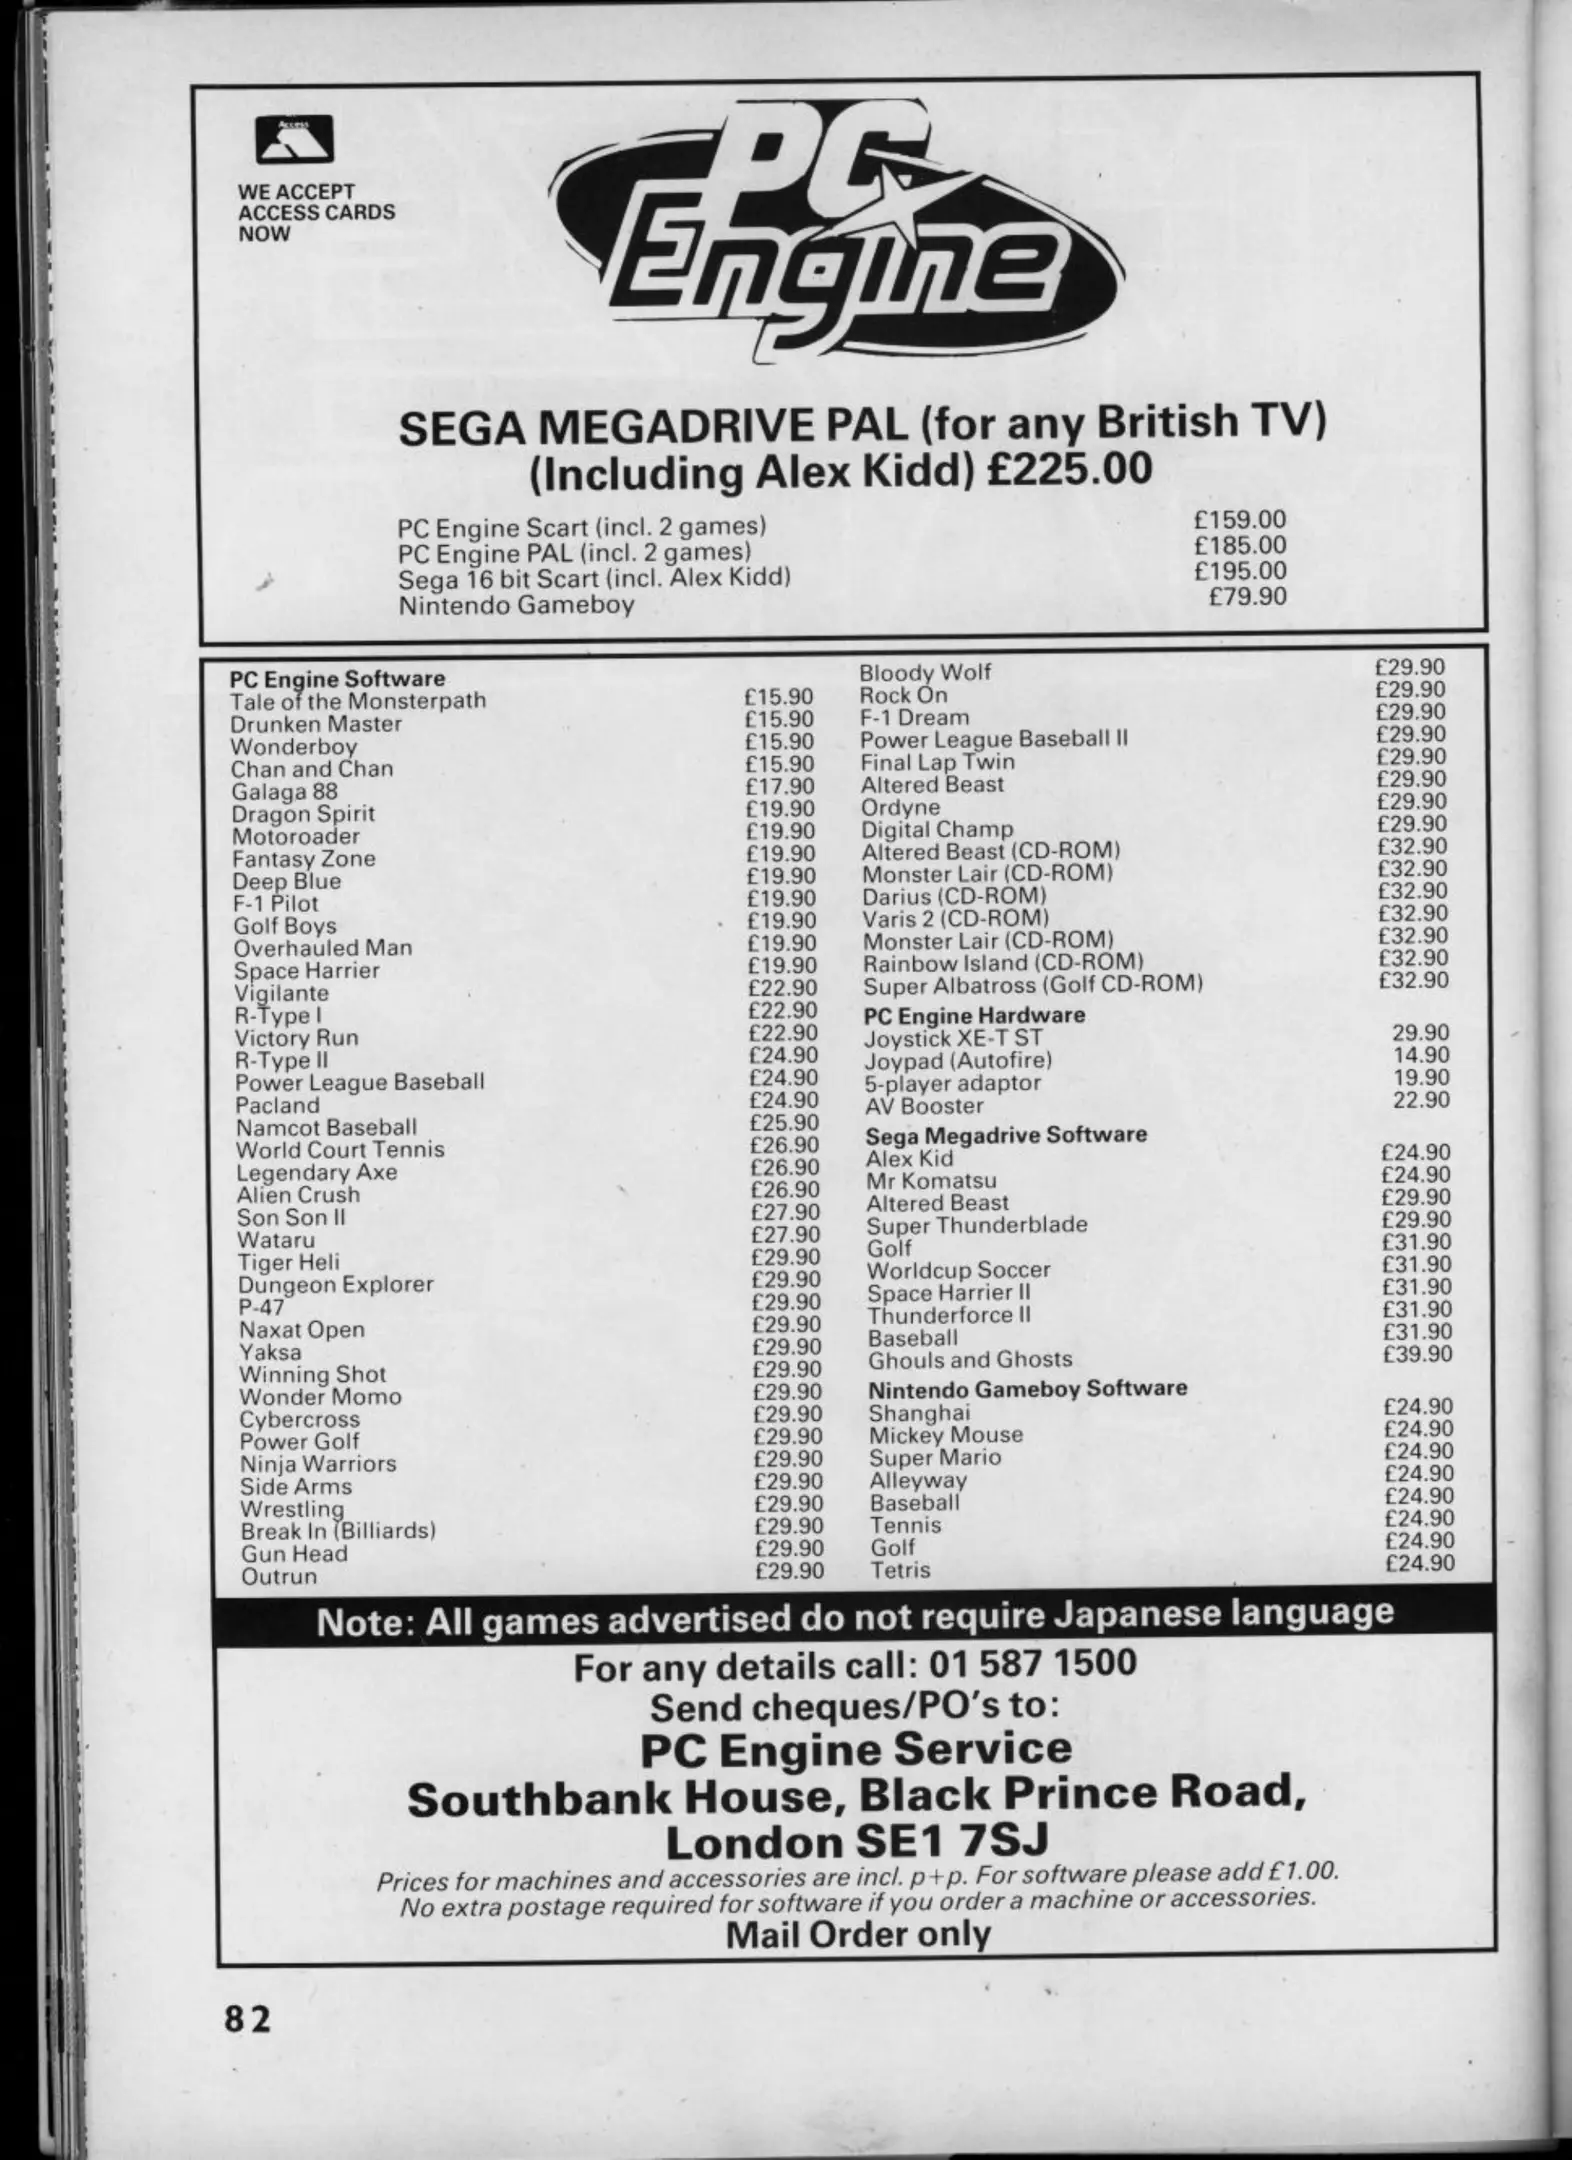 Access
WE ACCEPT
ACCESS CARDS
NOW
PC
Engine
SEGA MEGADRIVE PAL (for any British TV)
(Including Alex Kidd) £225.00
PC Engine Scart (incl. 2 games) £159.00
PC Engine PAL (incl. 2 games) £185.00
Sega 16 bit Scart (incl. Alex Kidd) £195.00
Nintendo Gameboy £79.90
PC Engine Software
Tale of the Monsterpath £15.90
Drunken Master £15.90
Wonderboy £15.90
Chan and Chan £15.90
Galaga 88 £17.90
Dragon Spirit £19.90
Motoroader £19.90
Fantasy Zone £19.90
Deep Blue £19.90
F-1 Pilot £19.90
Golf Boys £19.90
Overhauled Man £19.90
Space Harrier £19.90
Vigilante £22.90
R-Type I £22.90
Victory Run £22.90
R-Type II £24.90
Power League Baseball £24.90
Pacland £24.90
Namcot Baseball £25.90
World Court Tennis £26.90
Legendary Axe £26.90
Alien Crush £26.90
Son Son II £27.90
Wataru £27.90
Tiger Heli £29.90
Dungeon Explorer £29.90
P-47 £29.90
Naxat Open £29.90
Yaksa £29.90
Winning Shot £29.90
Wonder Momo £29.90
Cybercross £29.90
Power Golf £29.90
Ninja Warriors £29.90
Side Arms £29.90
Wrestling £29.90
Break In (Billiards) £29.90
Gun Head £29.90
Outrun £29.90
Bloody Wolf £29.90
Rock On £29.90
F-1 Dream £29.90
Power League Baseball II £29.90
Final Lap Twin £29.90
Altered Beast £29.90
Ordyne £29.90
Digital Champ £29.90
Altered Beast (CD-ROM) £32.90
Monster Lair (CD-ROM) £32.90
Darius (CD-ROM) £32.90
Varis 2 (CD-ROM) £32.90
Monster Lair (CD-ROM) £32.90
Rainbow Island (CD-ROM) £32.90
Super Albatross (Golf CD-ROM) £32.90
PC Engine Hardware
Joystick XE-T ST 29.90
Joypad (Autofire) 14.90
5-player adaptor 19.90
AV Booster 22.90
Sega Megadrive Software
Alex Kid £24.90
Mr Komatsu £24.90
Altered Beast £29.90
Super Thunderblade £29.90
Golf £31.90
Worldcup Soccer £31.90
Space Harrier II £31.90
Thunderforce II £31.90
Baseball £31.90
Ghouls and Ghosts £39.90
Nintendo Gameboy Software
Shanghai £24.90
Mickey Mouse £24.90
Super Mario £24.90
Alleyway £24.90
Baseball £24.90
Tennis £24.90
Golf £24.90
Tetris £24.90
Note: All games advertised do not require Japanese language
For any details call: 01 587 1500
Send cheques/PO's to:
PC Engine Service
Southbank House, Black Prince Road,
London SE1 7SJ
Prices for machines and accessories are incl. p+p. For software please add £1.00.
No extra postage required for software if you order a machine or accessories.
Mail Order only
82